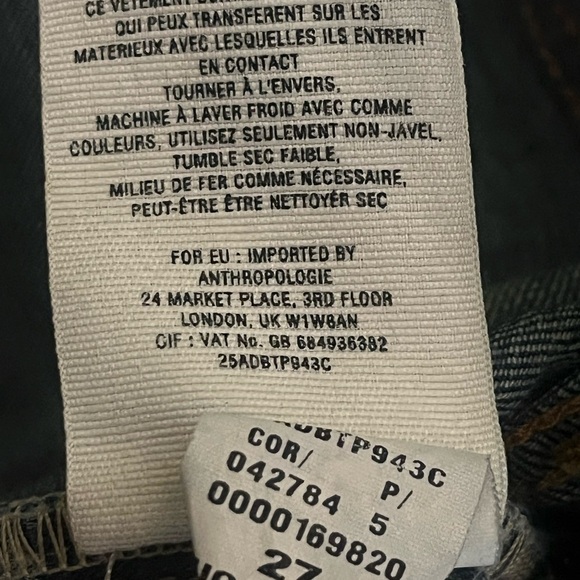 CE VÊTEMENT
QUI PEUX TRANSFERENT SUR LES
MATERIEUX AVEC LESQUELLES ILS ENTRENT
EN CONTACT
TOURNER À L'ENVERS,
MACHINE À LAVER FROID AVEC COMME
COULEURS, UTILISEZ SEULEMENT NON-JAVEL,
TUMBLE SEC FAIBLE,
MILIEU DE FER COMME NÉCESSAIRE,
PEUT-ÊTRE ÊTRE NETTOYÉR SEC
FOR EU : IMPORTED BY
ANTHROPOLOGIE
24 MARKET PLACE, 3RD FLOOR
LONDON, UK W1W8AN
CIF : VAT No. GB 684936382
25ADBTP943C
ADBTP943C
COR/ P/
042784 5
0000169820
27